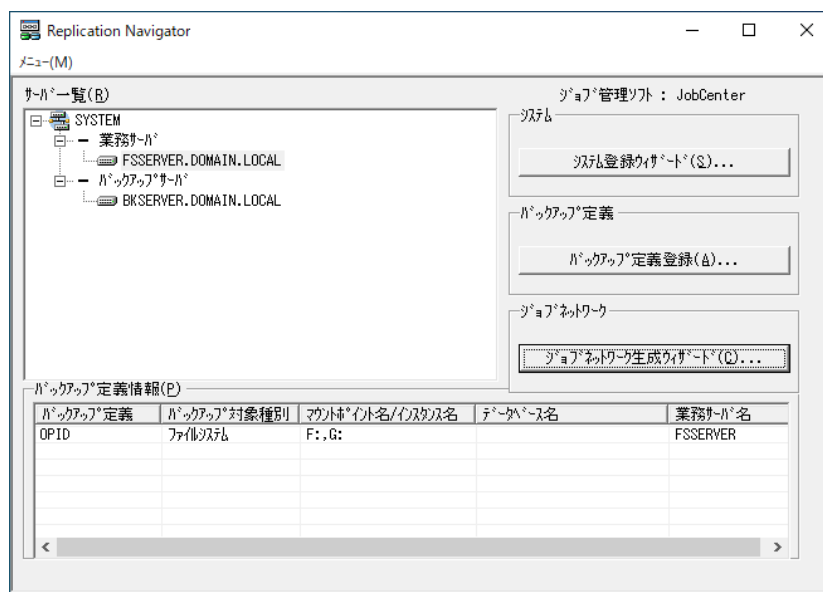 Replication Navigator
ﾒﾆｭｰ(M)
ｻｰﾊﾞ一覧(R)
ｼﾞｮﾌﾞ管理ｿﾌﾄ : JobCenter
SYSTEM
業務ｻｰﾊﾞ
FSSERVER.DOMAIN.LOCAL
ﾊﾞｯｸｱｯﾌﾟｻｰﾊﾞ
BKSERVER.DOMAIN.LOCAL
ｼｽﾃﾑ
ｼｽﾃﾑ登録ｳｨｻﾞｰﾄﾞ(S)...
ﾊﾞｯｸｱｯﾌﾟ定義
ﾊﾞｯｸｱｯﾌﾟ定義登録(A)...
ｼﾞｮﾌﾞﾈｯﾄﾜｰｸ
ｼﾞｮﾌﾞﾈｯﾄﾜｰｸ生成ｳｨｻﾞｰﾄﾞ(C)...
ﾊﾞｯｸｱｯﾌﾟ定義情報(P)
ﾊﾞｯｸｱｯﾌﾟ定義 ﾊﾞｯｸｱｯﾌﾟ対象種別 ﾏｳﾝﾄﾎﾟｲﾝﾄ名/ｲﾝｽﾀﾝｽ名 ﾃﾞｰﾀﾍﾞｰｽ名 業務ｻｰﾊﾞ名
OPID ﾌｧｲﾙｼｽﾃﾑ F:,G: FSSERVER